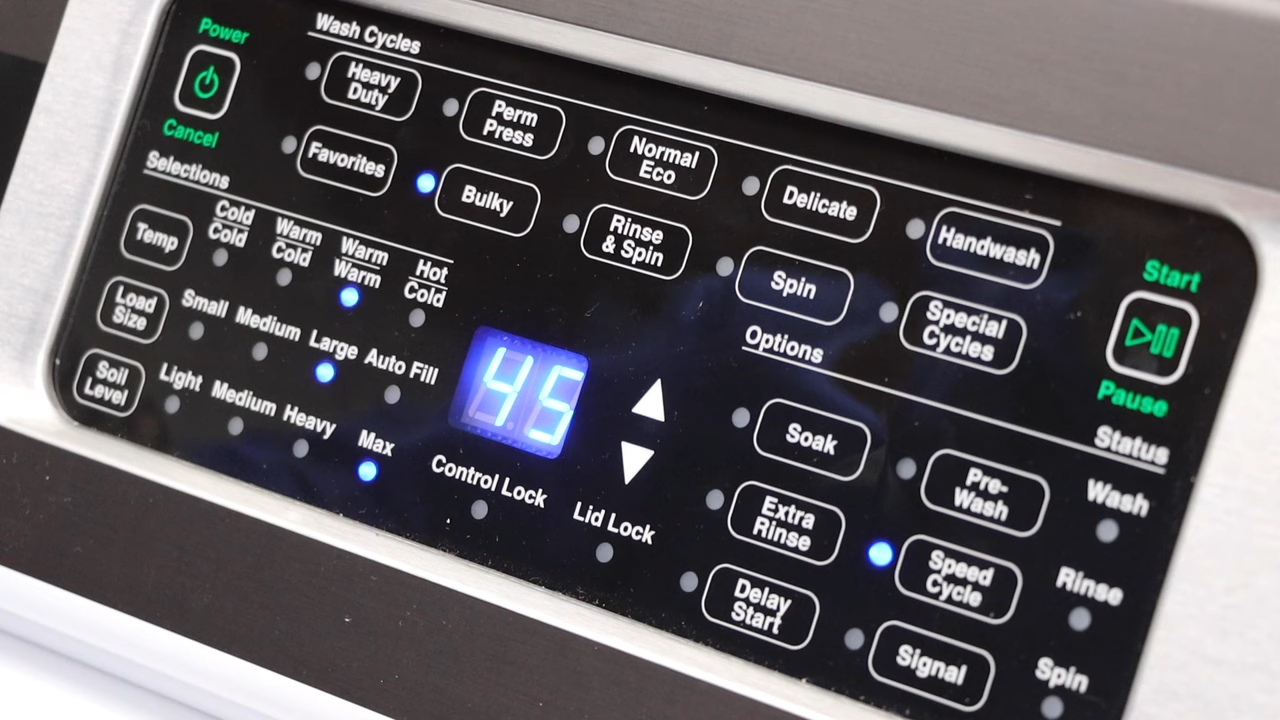 Power
Cancel
Wash Cycles
Heavy
Duty
Perm
Press
Normal
Eco
Delicate
Handwash
Favorites
Bulky
Rinse
& Spin
Spin
Special
Cycles
Start
Pause
Selections
Temp
Cold
Cold
Warm
Cold
Warm
Warm
Hot
Cold
Load
Size
Small Medium Large Auto Fill
Soil
Level
Light Medium Heavy Max
45
Control Lock
Lid Lock
Options
Soak
Pre-
Wash
Extra
Rinse
Speed
Cycle
Delay
Start
Signal
Status
Wash
Rinse
Spin